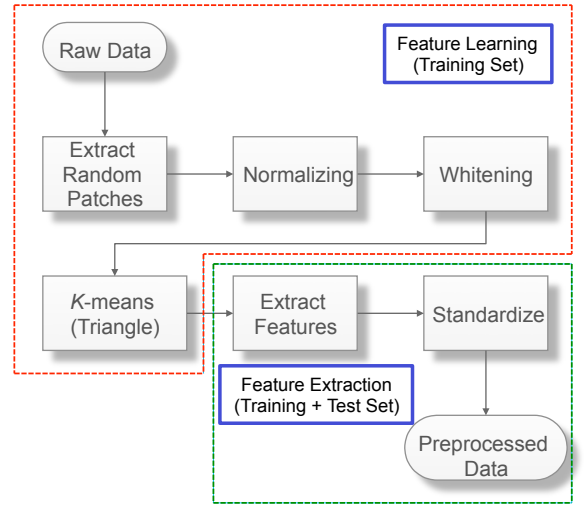 Raw Data
Feature Learning
(Training Set)
Extract
Random
Patches
Normalizing
Whitening
K-means
(Triangle)
Extract
Features
Standardize
Feature Extraction
(Training + Test Set)
Preprocessed
Data